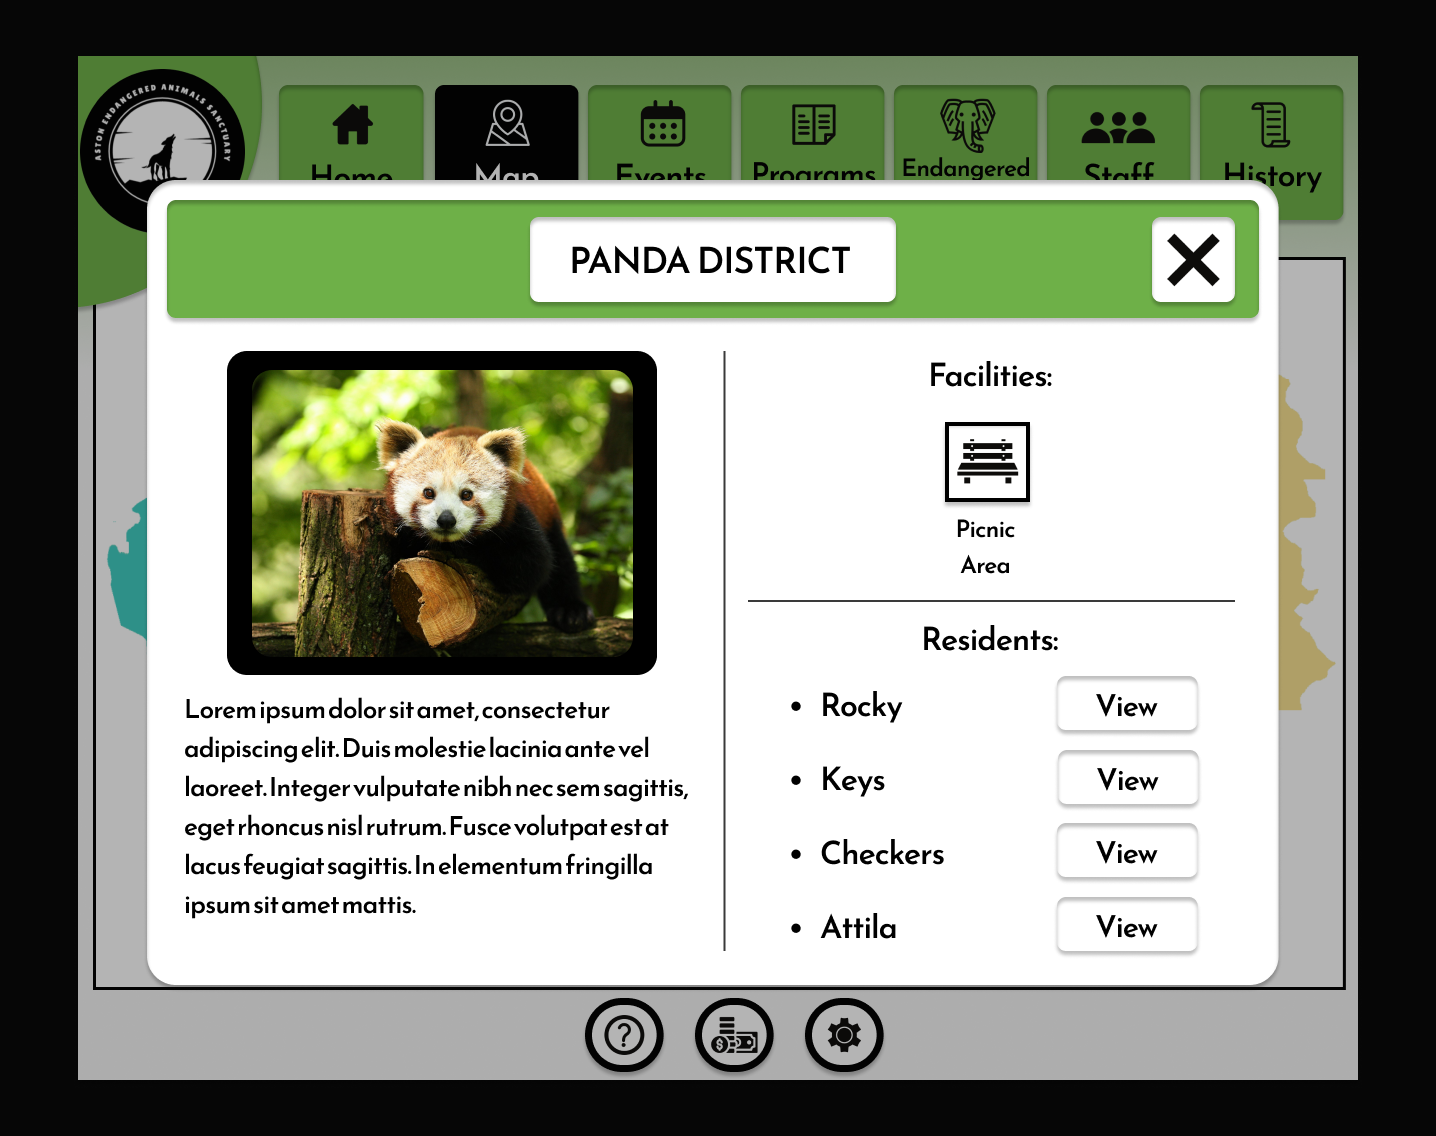 ASTON ENDANGERED ANIMALS SANCTUARY
Home
Map
Events
Programs
Endangered
Staff
History
PANDA DISTRICT
Lorem ipsum dolor sit amet, consectetur
adipiscing elit. Duis molestie lacinia ante vel
laoreet. Integer vulputate nibh nec sem sagittis,
eget rhoncus nisl rutrum. Fusce volutpat est at
lacus feugiat sagittis. In elementum fringilla
ipsum sit amet mattis.
Facilities:
Picnic
Area
Residents:
• Rocky View
• Keys View
• Checkers View
• Attila View